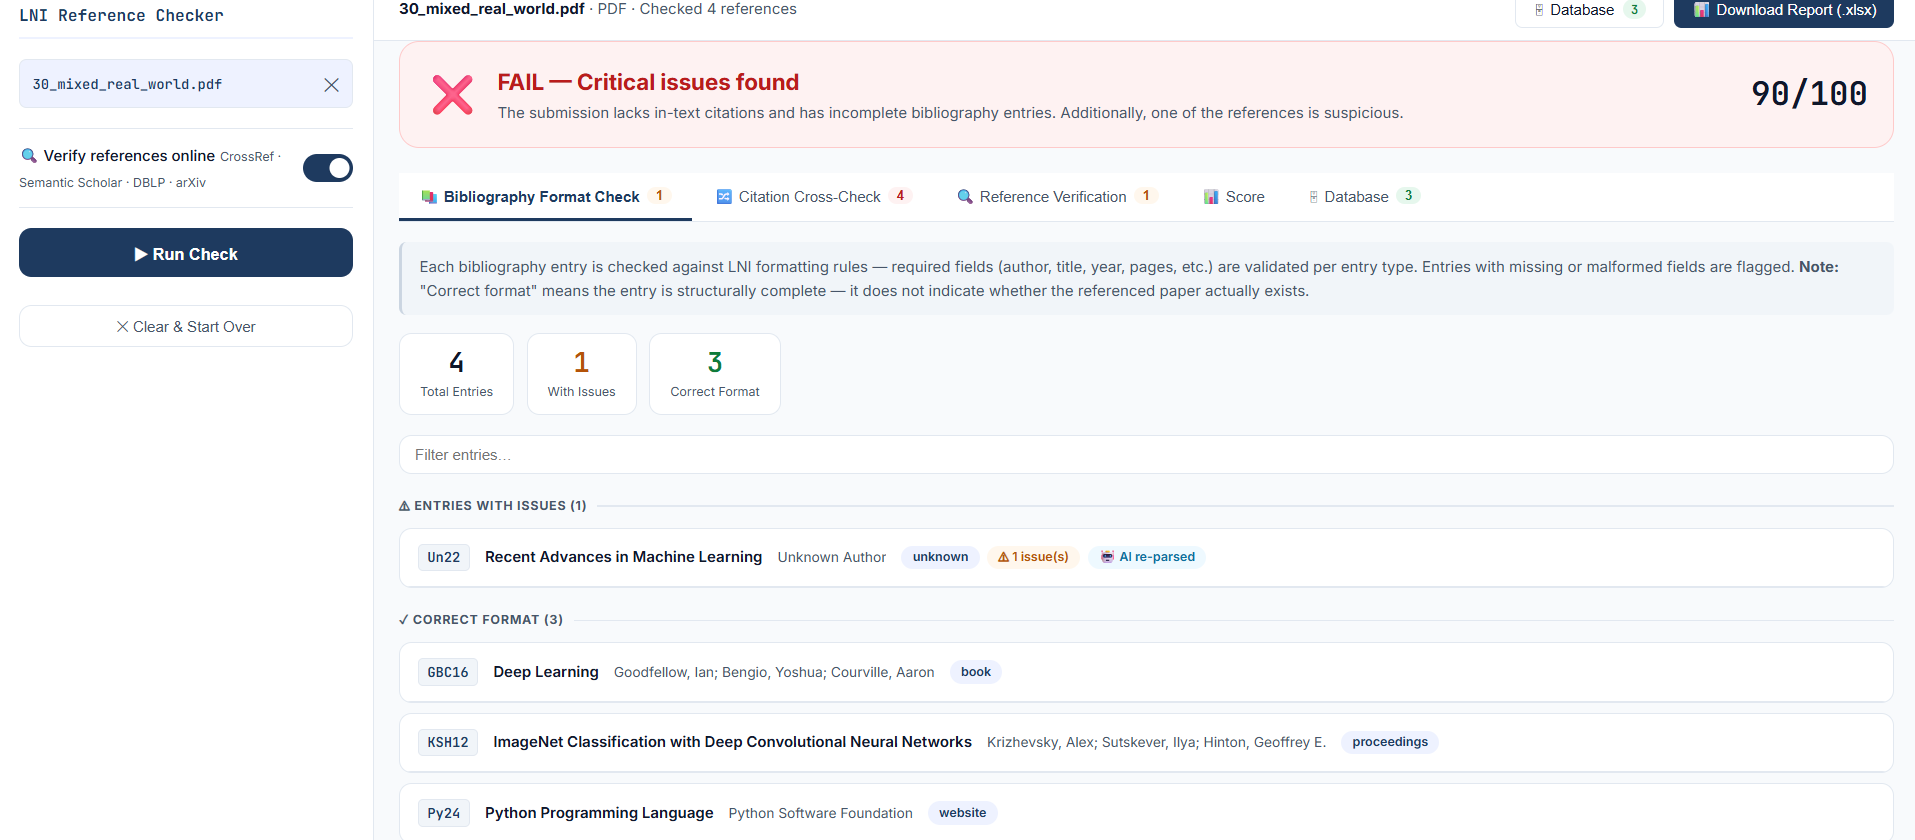 LNI Reference Checker
30_mixed_real_world.pdf
Verify references online CrossRef ·
Semantic Scholar · DBLP · arXiv
▶ Run Check
✕ Clear & Start Over
30_mixed_real_world.pdf · PDF · Checked 4 references
Database 3
Download Report (.xlsx)
FAIL — Critical issues found
The submission lacks in-text citations and has incomplete bibliography entries. Additionally, one of the references is suspicious.
90/100
Bibliography Format Check 1
Citation Cross-Check 4
Reference Verification 1
Score
Database 3
Each bibliography entry is checked against LNI formatting rules — required fields (author, title, year, pages, etc.) are validated per entry type. Entries with missing or malformed fields are flagged. Note:
"Correct format" means the entry is structurally complete — it does not indicate whether the referenced paper actually exists.
4
Total Entries
1
With Issues
3
Correct Format
Filter entries…
⚠ ENTRIES WITH ISSUES (1)
Un22 Recent Advances in Machine Learning Unknown Author unknown ⚠ 1 issue(s) AI re-parsed
✓ CORRECT FORMAT (3)
GBC16 Deep Learning Goodfellow, Ian; Bengio, Yoshua; Courville, Aaron book
KSH12 ImageNet Classification with Deep Convolutional Neural Networks Krizhevsky, Alex; Sutskever, Ilya; Hinton, Geoffrey E. proceedings
Py24 Python Programming Language Python Software Foundation website